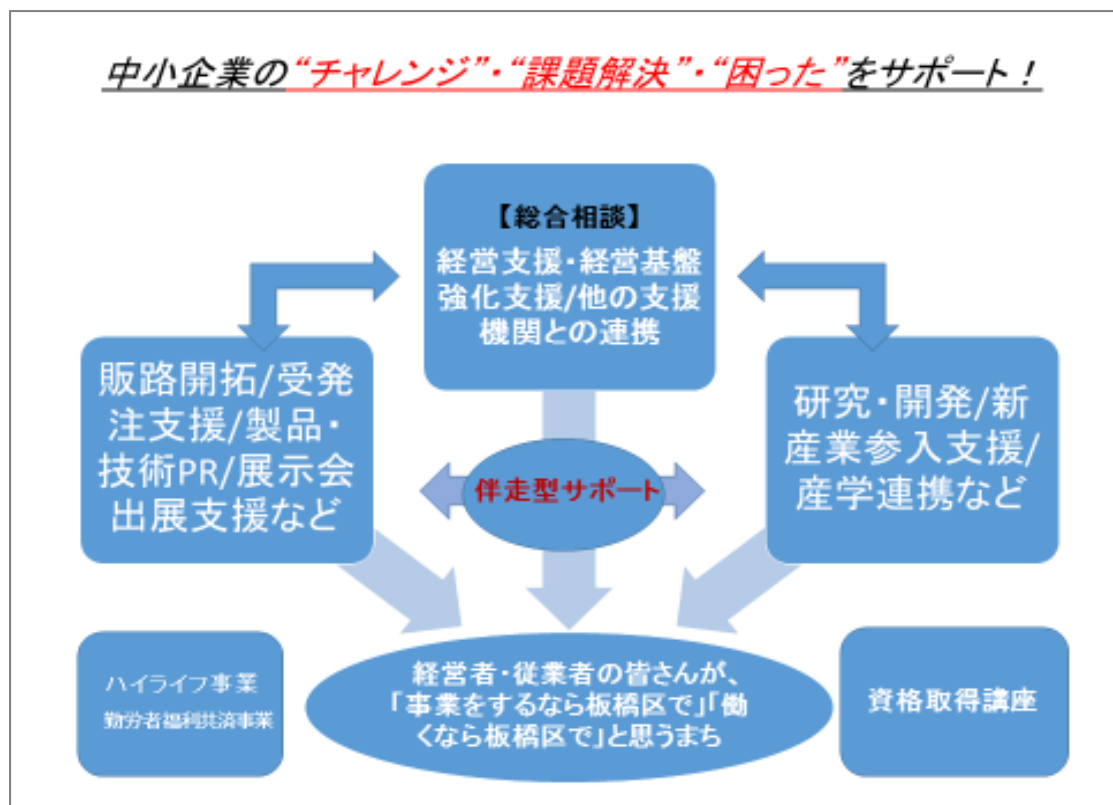 中小企業の“チャレンジ”・“課題解決”・“困った”をサポート！
【総合相談】
経営支援・経営基盤
強化支援/他の支援
機関との連携
販路開拓/受発
注支援/製品・
技術PR/展示会
出展支援など
研究・開発/新
産業参入支援/
産学連携など
伴走型サポート
ハイライフ事業
勤労者福利共済事業
経営者・従業者の皆さんが、
「事業をするなら板橋区で」「働
くなら板橋区で」と思うまち
資格取得講座